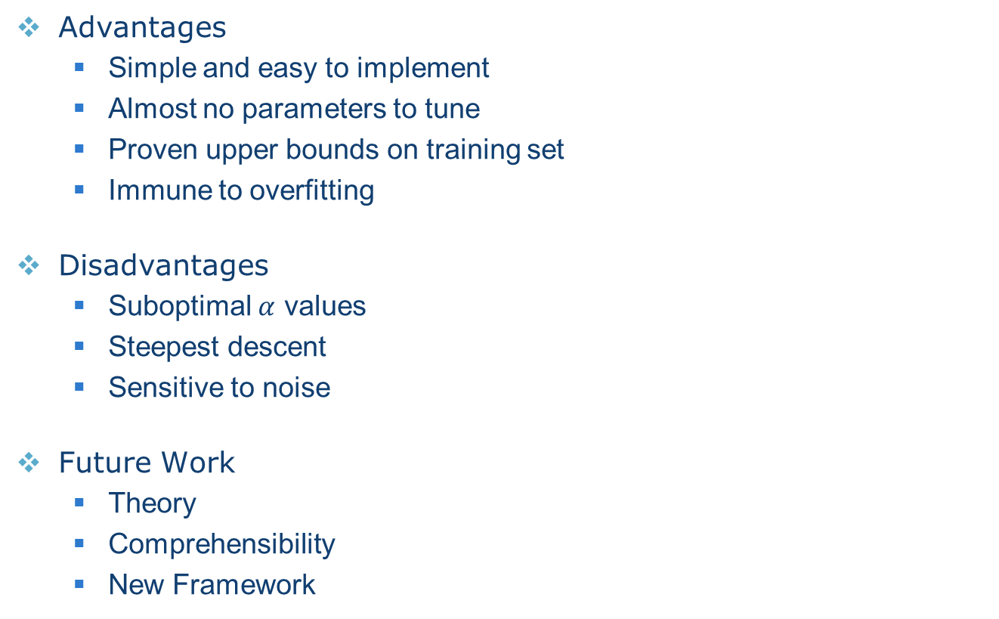 Advantages
Simple and easy to implement
Almost no parameters to tune
Proven upper bounds on training set
Immune to overfitting
Disadvantages
Suboptimal α values
Steepest descent
Sensitive to noise
Future Work
Theory
Comprehensibility
New Framework